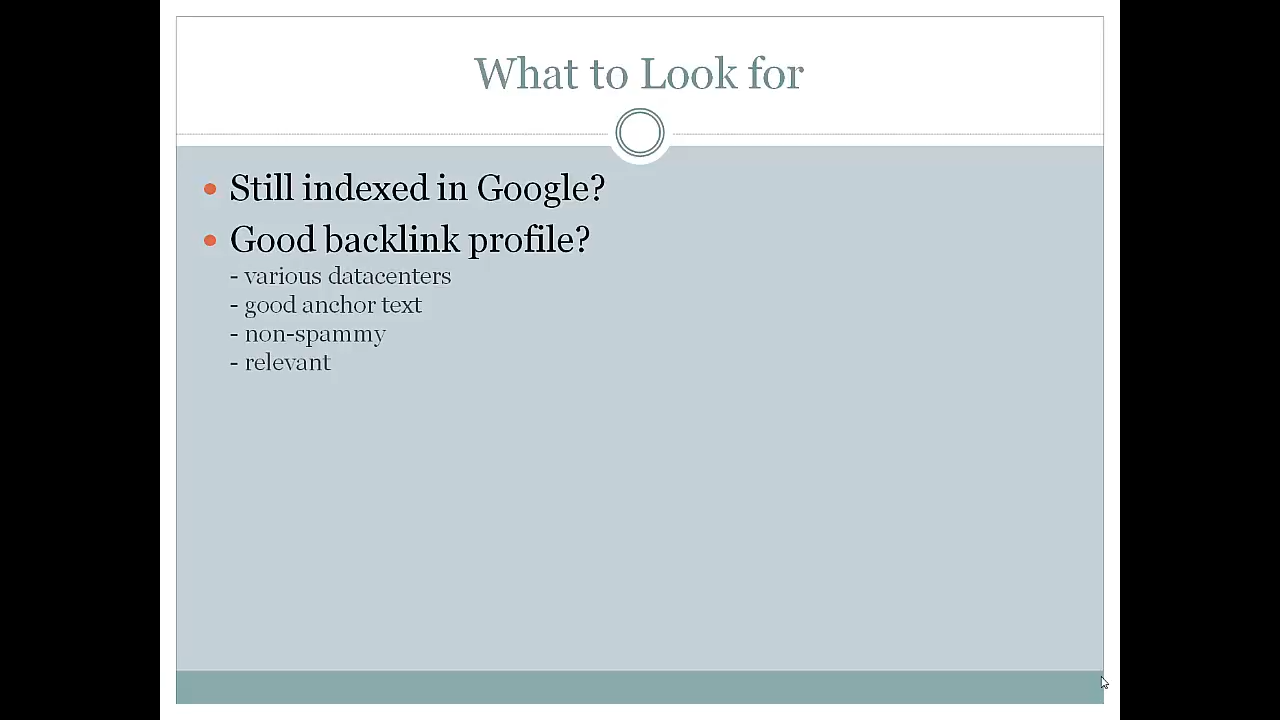 What to Look for
• Still indexed in Google?
• Good backlink profile?
- various datacenters
- good anchor text
- non-spammy
- relevant